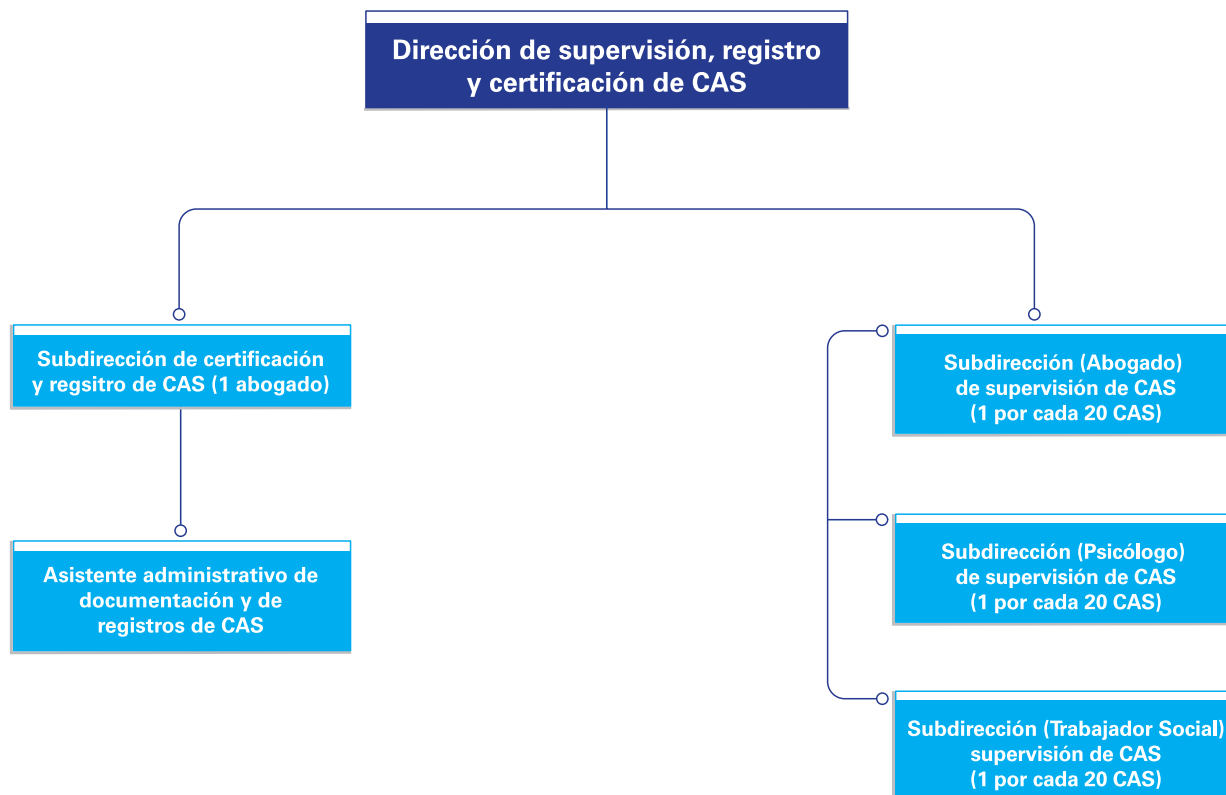 Dirección de supervisión, registro
y certificación de CAS
Subdirección de certificación
y regsitro de CAS (1 abogado)
Asistente administrativo de
documentación y de
registros de CAS
Subdirección (Abogado)
de supervisión de CAS
(1 por cada 20 CAS)
Subdirección (Psicólogo)
de supervisión de CAS
(1 por cada 20 CAS)
Subdirección (Trabajador Social)
supervisión de CAS
(1 por cada 20 CAS)